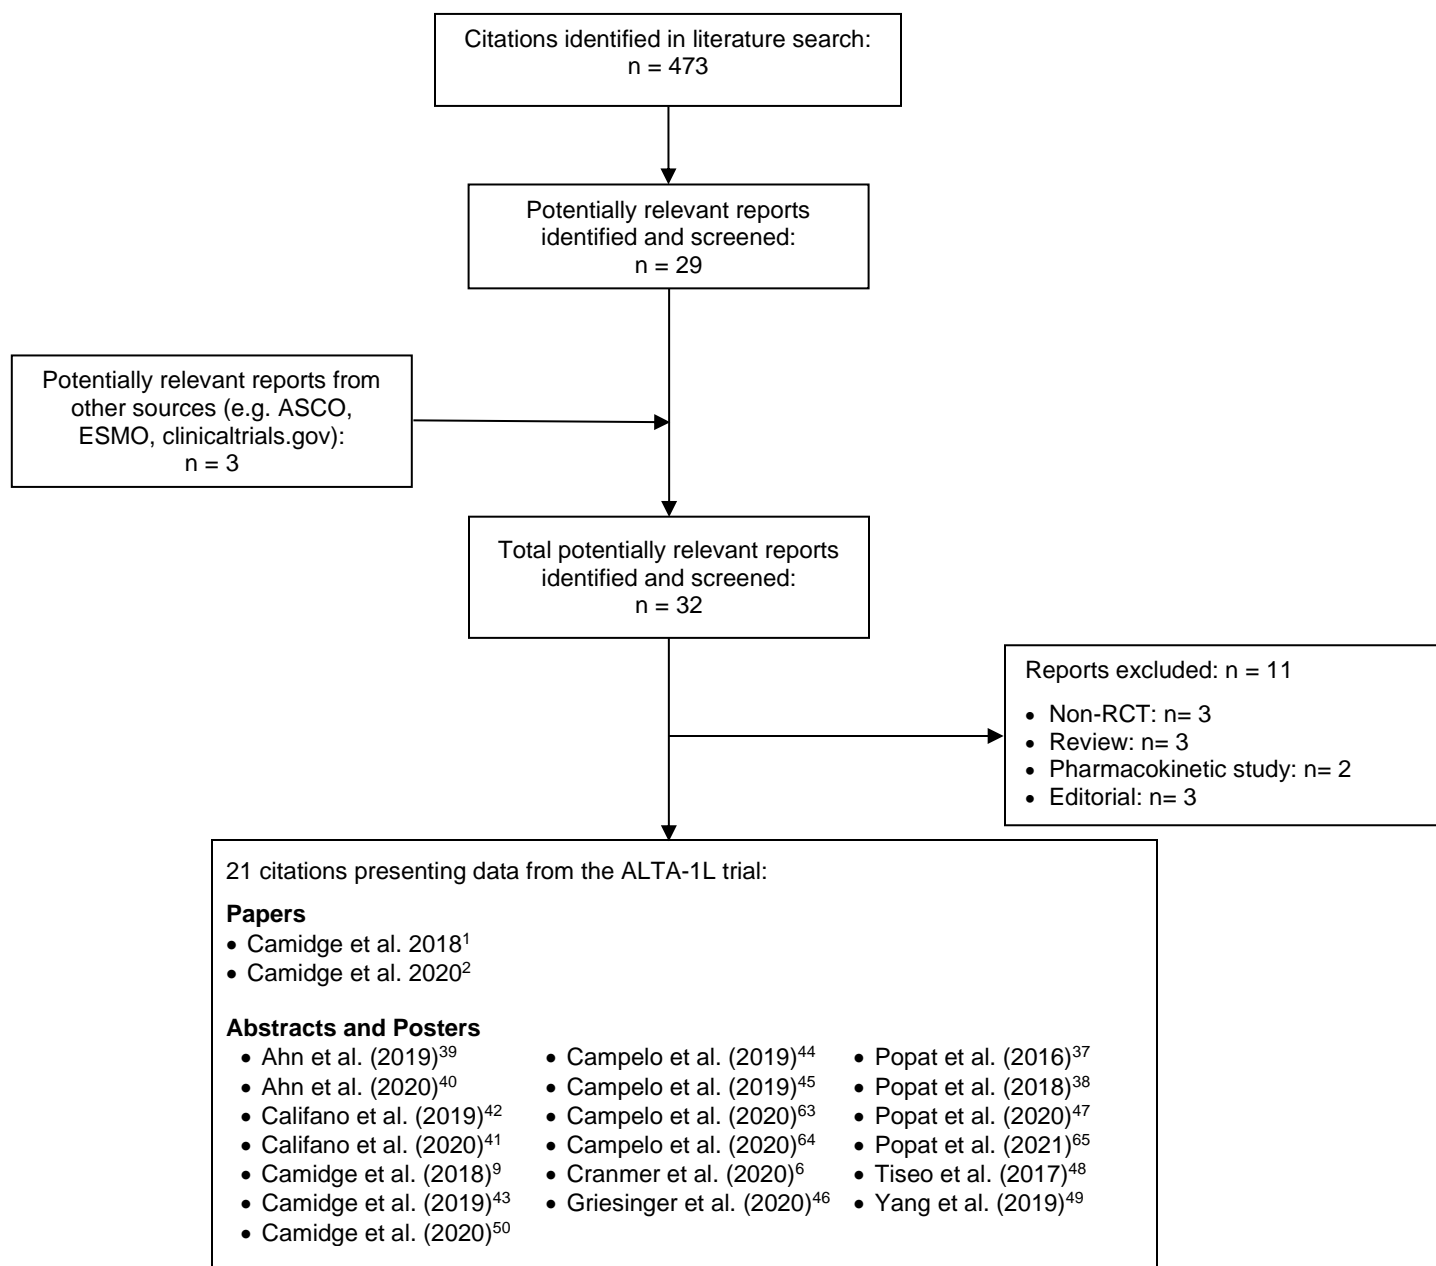 Citations identified in literature search:
n = 473
Potentially relevant reports
identified and screened:
n = 29
Potentially relevant reports from
other sources (e.g. ASCO,
ESMO, clinicaltrials.gov):
n = 3
Total potentially relevant reports
identified and screened:
n = 32
Reports excluded: n = 11
• Non-RCT: n= 3
• Review: n= 3
• Pharmacokinetic study: n= 2
• Editorial: n= 3
21 citations presenting data from the ALTA-1L trial:
Papers
• Camidge et al. 2018¹
• Camidge et al. 2020²
Abstracts and Posters
• Ahn et al. (2019)³⁹
• Ahn et al. (2020)⁴⁰
• Califano et al. (2019)⁴²
• Califano et al. (2020)⁴¹
• Camidge et al. (2018)⁹
• Camidge et al. (2019)⁴³
• Camidge et al. (2020)⁵⁰
• Campelo et al. (2019)⁴⁴
• Campelo et al. (2019)⁴⁵
• Campelo et al. (2020)⁶³
• Campelo et al. (2020)⁶⁴
• Cranmer et al. (2020)⁶
• Griesinger et al. (2020)⁴⁶
• Popat et al. (2016)³⁷
• Popat et al. (2018)³⁸
• Popat et al. (2020)⁴⁷
• Popat et al. (2021)⁶⁵
• Tiseo et al. (2017)⁴⁸
• Yang et al. (2019)⁴⁹